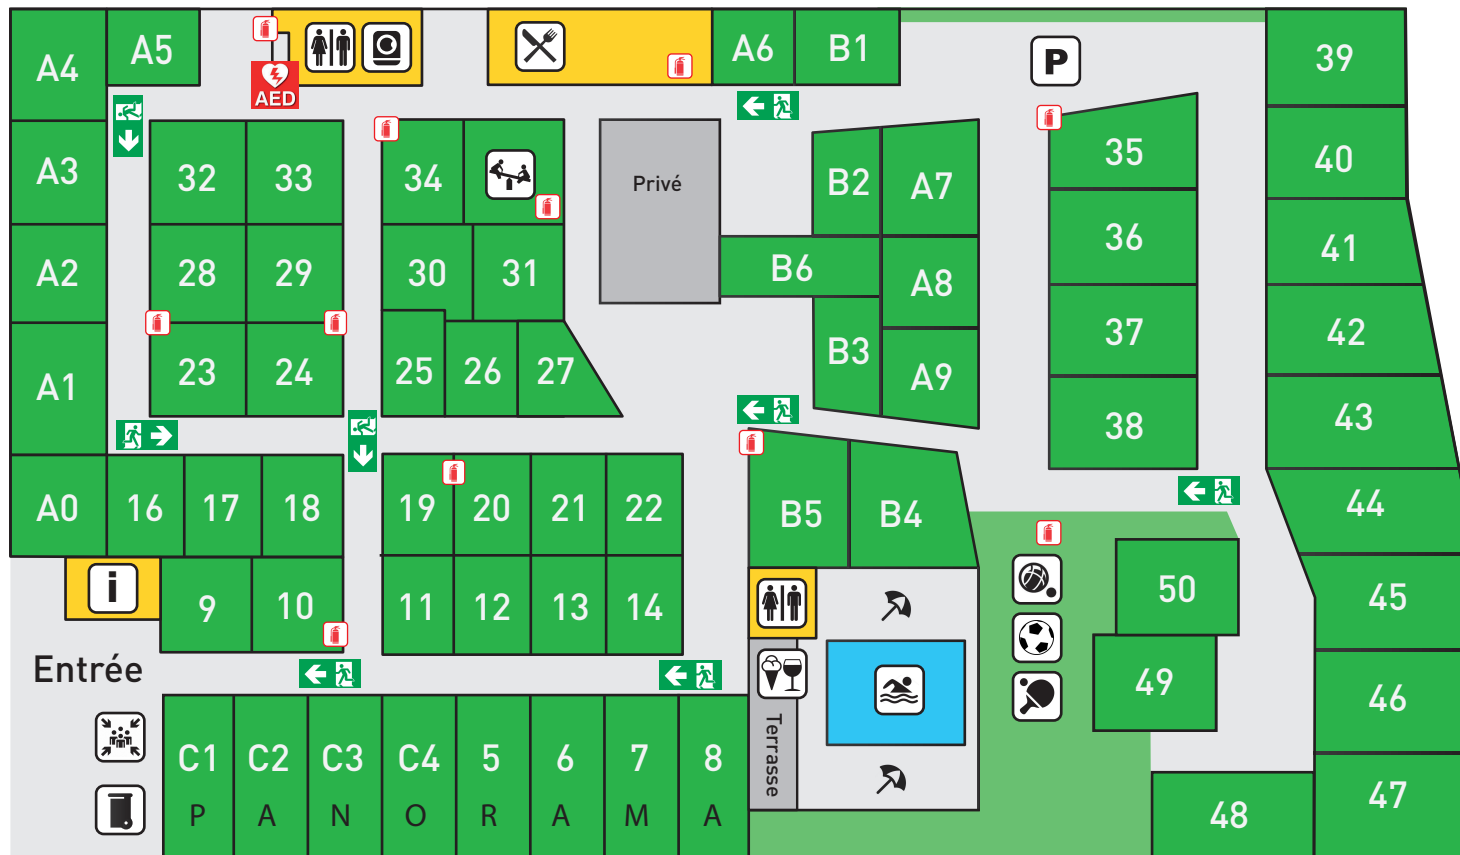 A4
A5
A6
B1
P
39
AED
A3
32
33
34
Privé
B2
A7
35
40
A2
28
29
30
31
B6
A8
36
41
A1
23
24
25
26
27
B3
A9
37
42
38
43
A0
16
17
18
19
20
21
22
B5
B4
44
i
9
10
11
12
13
14
50
45
Entrée
49
46
C1
C2
C3
C4
5
6
7
8
Terrasse
P
A
N
O
R
A
M
A
48
47